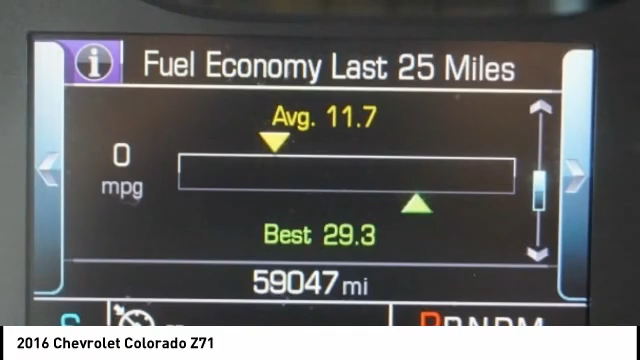 i Fuel Economy Last 25 Miles
Avg. 11.7
0
mpg
Best 29.3
59047 mi
S PRNDM
2016 Chevrolet Colorado Z71